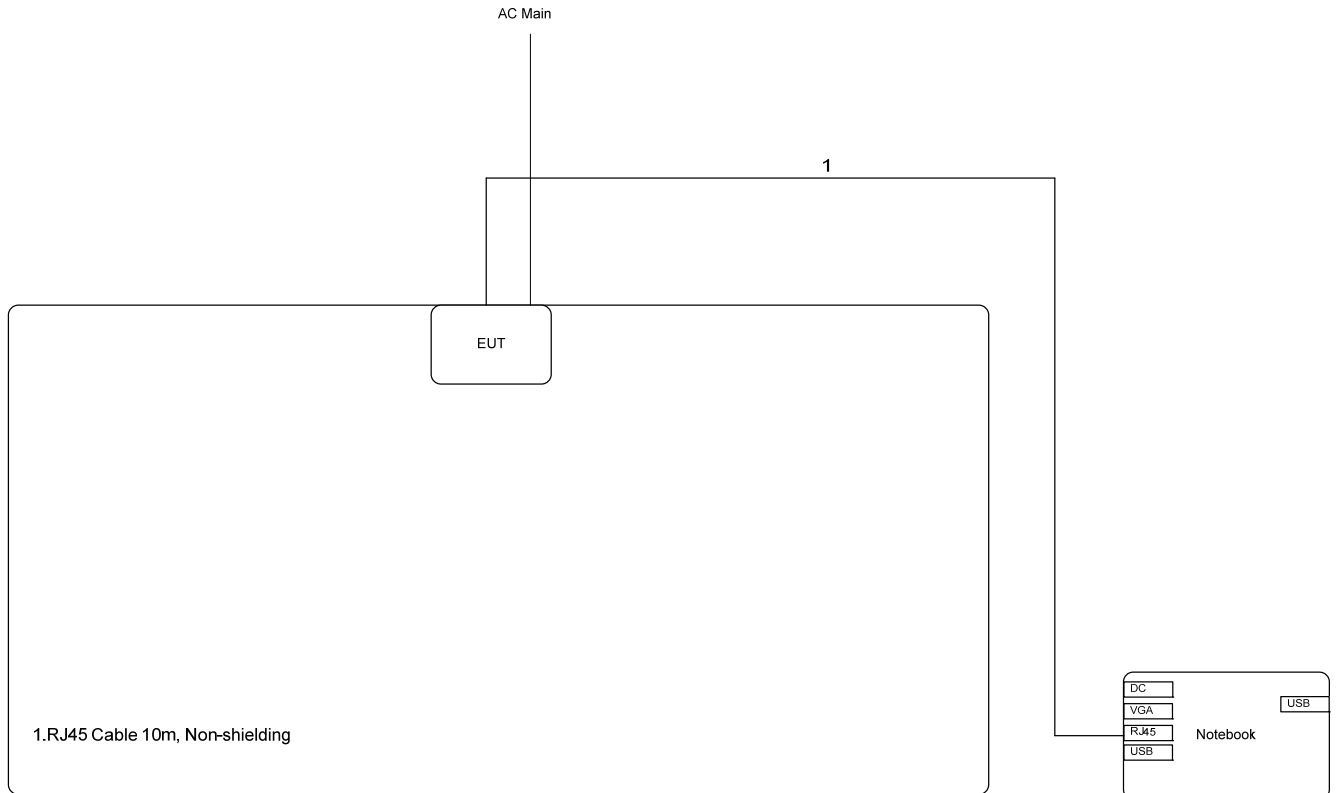 AC Main
1
EUT
DC
USB
VGA
RJ45
Notebook
USB
1.RJ45 Cable 10m, Non-shielding